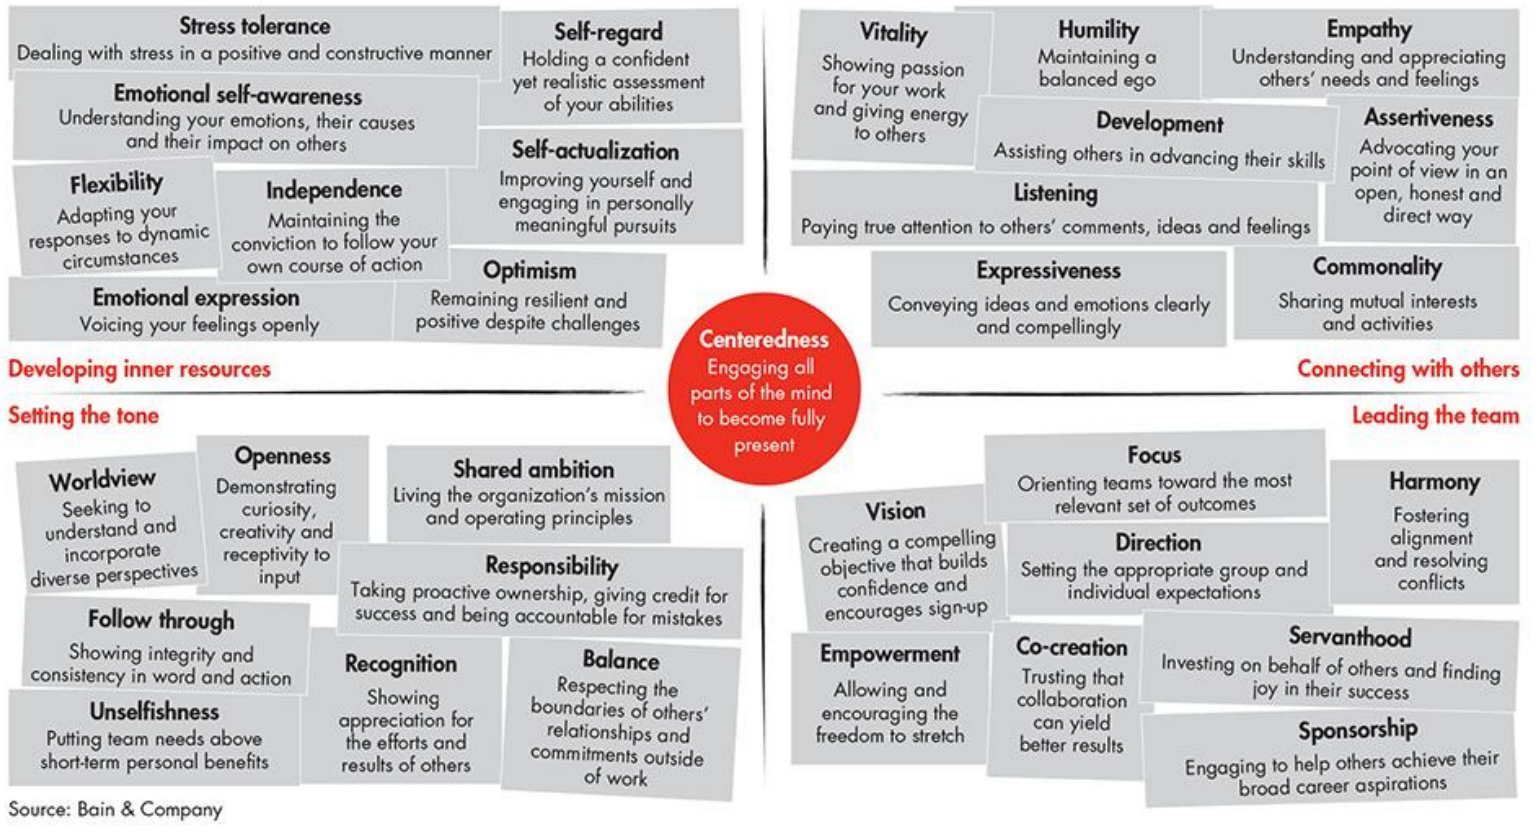 Stress tolerance
Dealing with stress in a positive and constructive manner
Self-regard
Holding a confident
yet realistic assessment
of your abilities
Emotional self-awareness
Understanding your emotions, their causes
and their impact on others
Self-actualization
Improving yourself and
engaging in personally
meaningful pursuits
Flexibility
Adapting your
responses to dynamic
circumstances
Independence
Maintaining the
conviction to follow your
own course of action
Optimism
Remaining resilient and
positive despite challenges
Emotional expression
Voicing your feelings openly
Developing inner resources
Vitality
Showing passion
for your work
and giving energy
to others
Humility
Maintaining a
balanced ego
Empathy
Understanding and appreciating
others' needs and feelings
Development
Assisting others in advancing their skills
Assertiveness
Advocating your
point of view in an
open, honest and
direct way
Listening
Paying true attention to others' comments, ideas and feelings
Expressiveness
Conveying ideas and emotions clearly
and compellingly
Commonality
Sharing mutual interests
and activities
Connecting with others
Centeredness
Engaging all
parts of the mind
to become fully
present
Setting the tone
Worldview
Seeking to
understand and
incorporate
diverse perspectives
Openness
Demonstrating
curiosity,
creativity and
receptivity to
input
Shared ambition
Living the organization's mission
and operating principles
Responsibility
Taking proactive ownership, giving credit for
success and being accountable for mistakes
Follow through
Showing integrity and
consistency in word and action
Recognition
Showing
appreciation for
the efforts and
results of others
Balance
Respecting the
boundaries of others'
relationships and
commitments outside
of work
Unselfishness
Putting team needs above
short-term personal benefits
Leading the team
Focus
Orienting teams toward the most
relevant set of outcomes
Harmony
Fostering
alignment
and resolving
conflicts
Vision
Creating a compelling
objective that builds
confidence and
encourages sign-up
Direction
Setting the appropriate group and
individual expectations
Empowerment
Allowing and
encouraging the
freedom to stretch
Co-creation
Trusting that
collaboration
can yield
better results
Servanthood
Investing on behalf of others and finding
joy in their success
Sponsorship
Engaging to help others achieve their
broad career aspirations
Source: Bain & Company